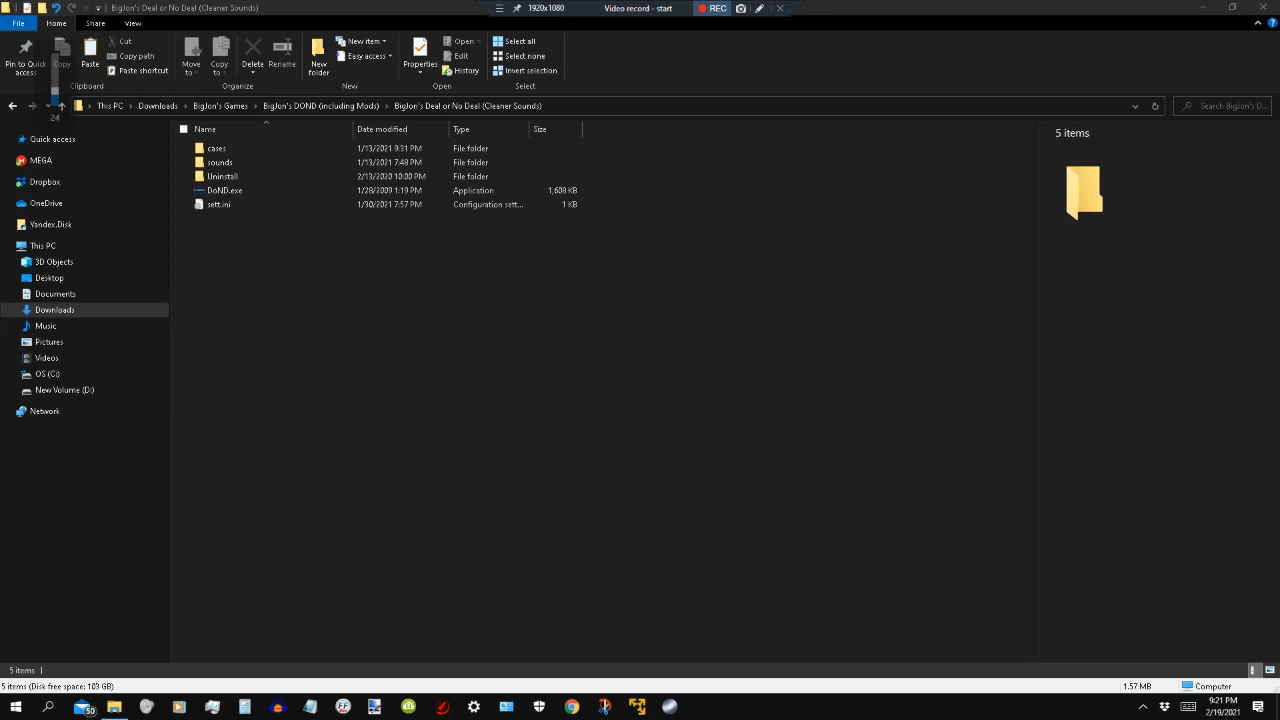 BigJon's Deal or No Deal (Cleaner Sounds)
1920x1080 Video record - start REC
File Home Share View
Pin to Quick access
Copy
Paste
Cut
Copy path
Paste shortcut
Clipboard
Move to
Copy to
Delete
Rename
Organize
New folder
New item
Easy access
New
Properties
Open
Edit
History
Open
Select all
Select none
Invert selection
Select
24
This PC Downloads BigJon's Games BigJon's DOND (including Mods) BigJon's Deal or No Deal (Cleaner Sounds)
Search BigJon's D...
Quick access
MEGA
Dropbox
OneDrive
Yandex.Disk
This PC
3D Objects
Desktop
Documents
Downloads
Music
Pictures
Videos
OS (C:)
New Volume (D:)
Network
Name Date modified Type Size
cases 1/13/2021 9:31 PM File folder
sounds 1/13/2021 7:48 PM File folder
Uninstall 2/13/2020 10:00 PM File folder
DoND.exe 1/28/2009 1:19 PM Application 1,608 KB
sett.ini 1/30/2021 7:57 PM Configuration sett... 1 KB
5 items
5 items
5 items (Disk free space: 103 GB) 1.57 MB Computer
50
9:21 PM
2/19/2021